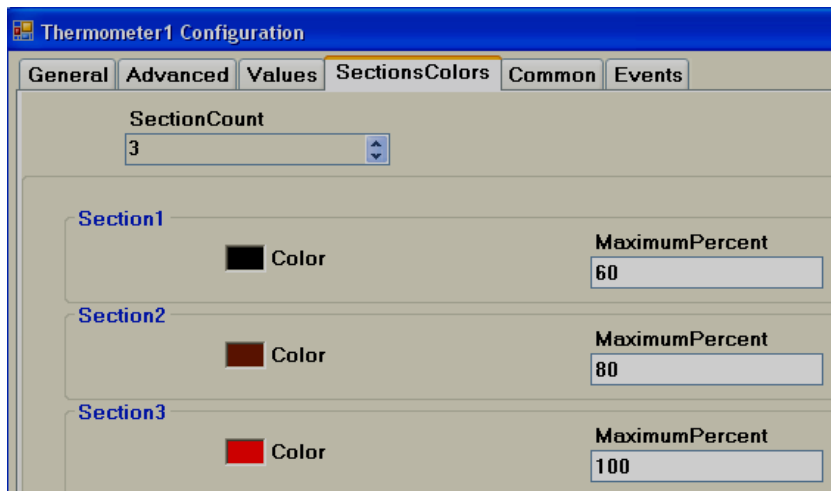 Thermometer1 Configuration
General Advanced Values SectionsColors Common Events
SectionCount
3
Section1
Color
MaximumPercent
60
Section2
Color
MaximumPercent
80
Section3
Color
MaximumPercent
100